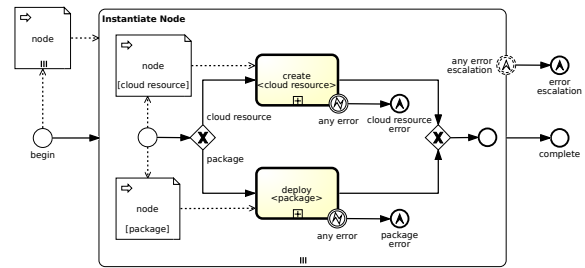 Instantiate Node
node
node
[cloud resource]
create
<cloud resource>
any error
escalation
error
escalation
any error
cloud resource
error
cloud resource
begin
package
complete
deploy
<package>
node
[package]
any error
package
error